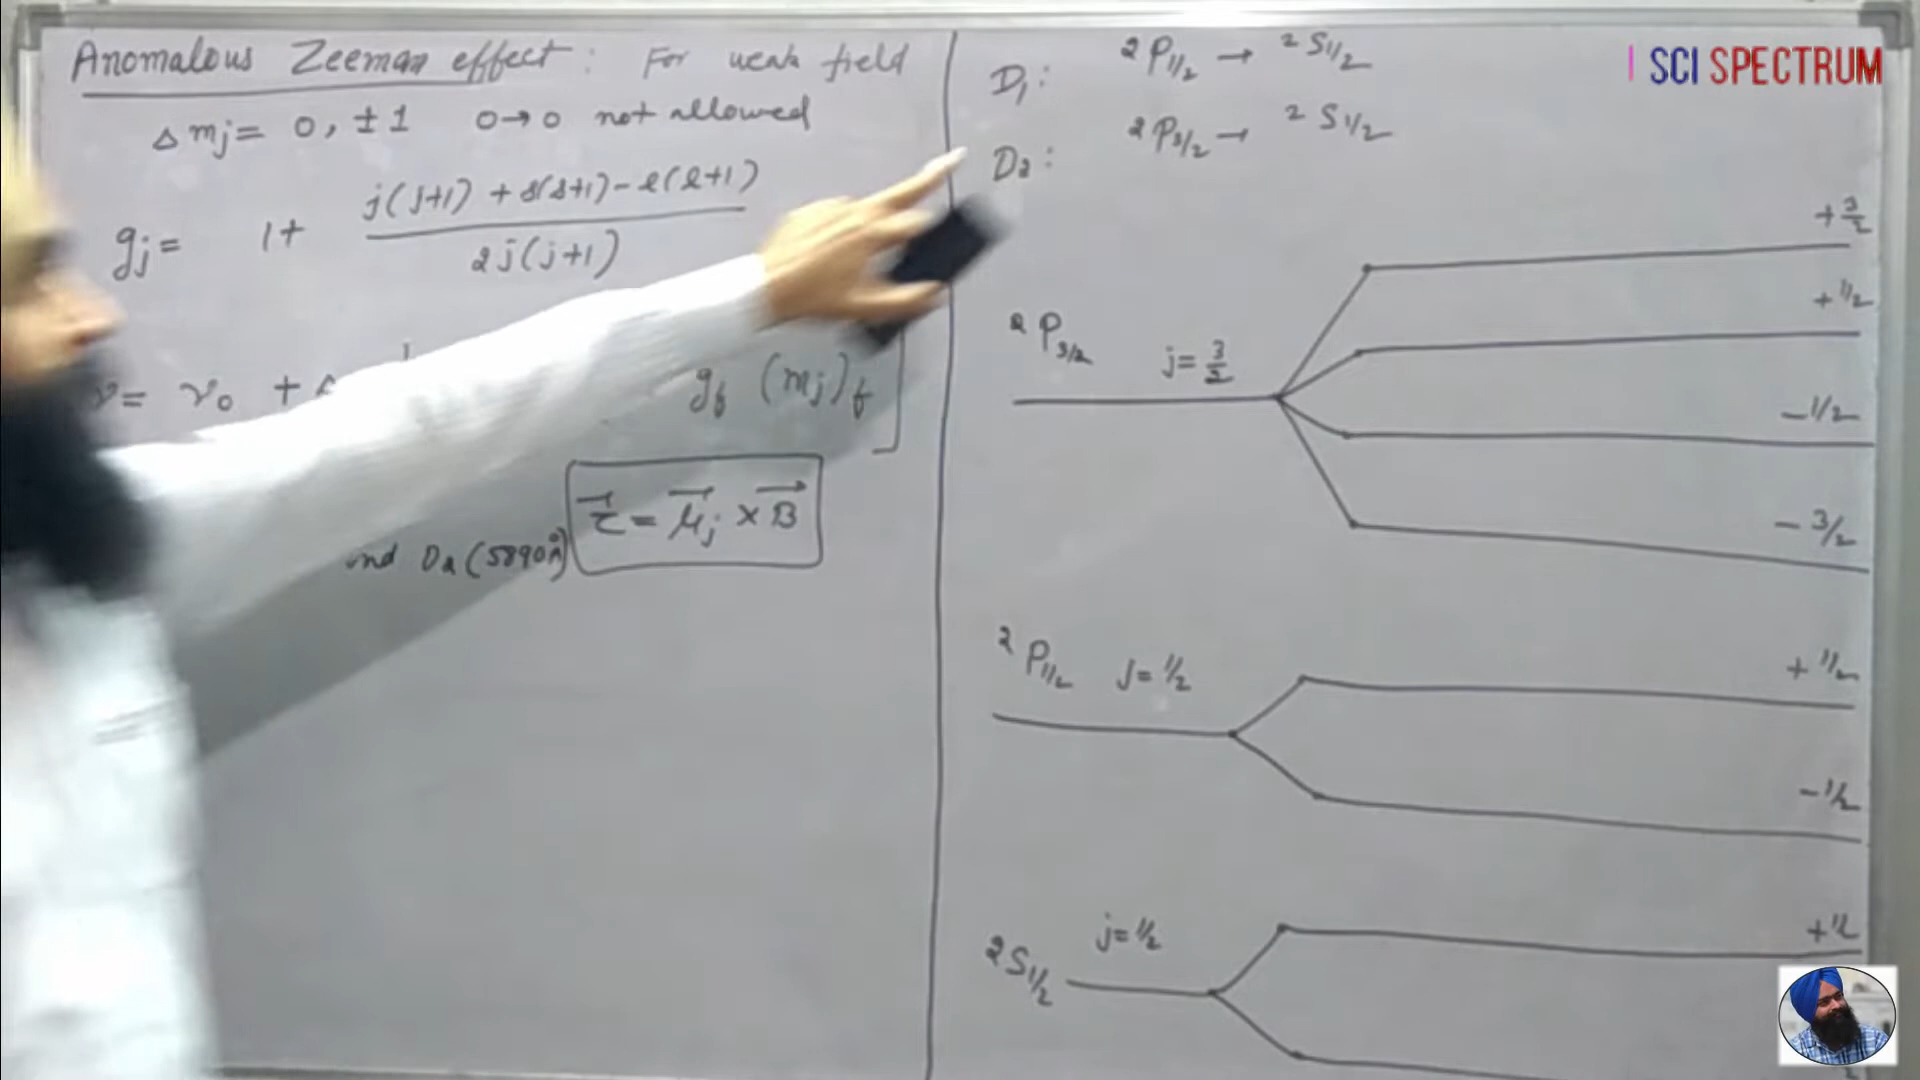 Anomalous Zeeman effect: For weak field
Δmj = 0, ±1 0→0 not allowed
gj = 1+ j(j+1) + s(s+1) - l(l+1)
2j(j+1)
ν = ν0 +
gf (mj)f ]
τ⃗ = μ⃗j × B⃗
and D2 (5890Å)
D1: 2P1/2 → 2S1/2
D2: 2P3/2 → 2S1/2
I SCI SPECTRUM
+3/2
+1/2
2P3/2 j=3/2
-1/2
-3/2
2P1/2 J=1/2
+1/2
-1/2
2S1/2 j=1/2
+1/2